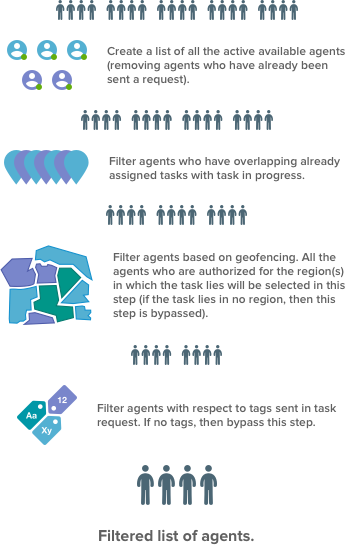 Create a list of all the active available agents
(removing agents who have already been
sent a request).
Filter agents who have overlapping already
assigned tasks with task in progress.
Filter agents based on geofencing. All the
agents who are authorized for the region(s)
in which the task lies will be selected in this
step (if the task lies in no region, then this
step is bypassed).
12
Aa
Xy
Filter agents with respect to tags sent in task
request. If no tags, then bypass this step.
Filtered list of agents.